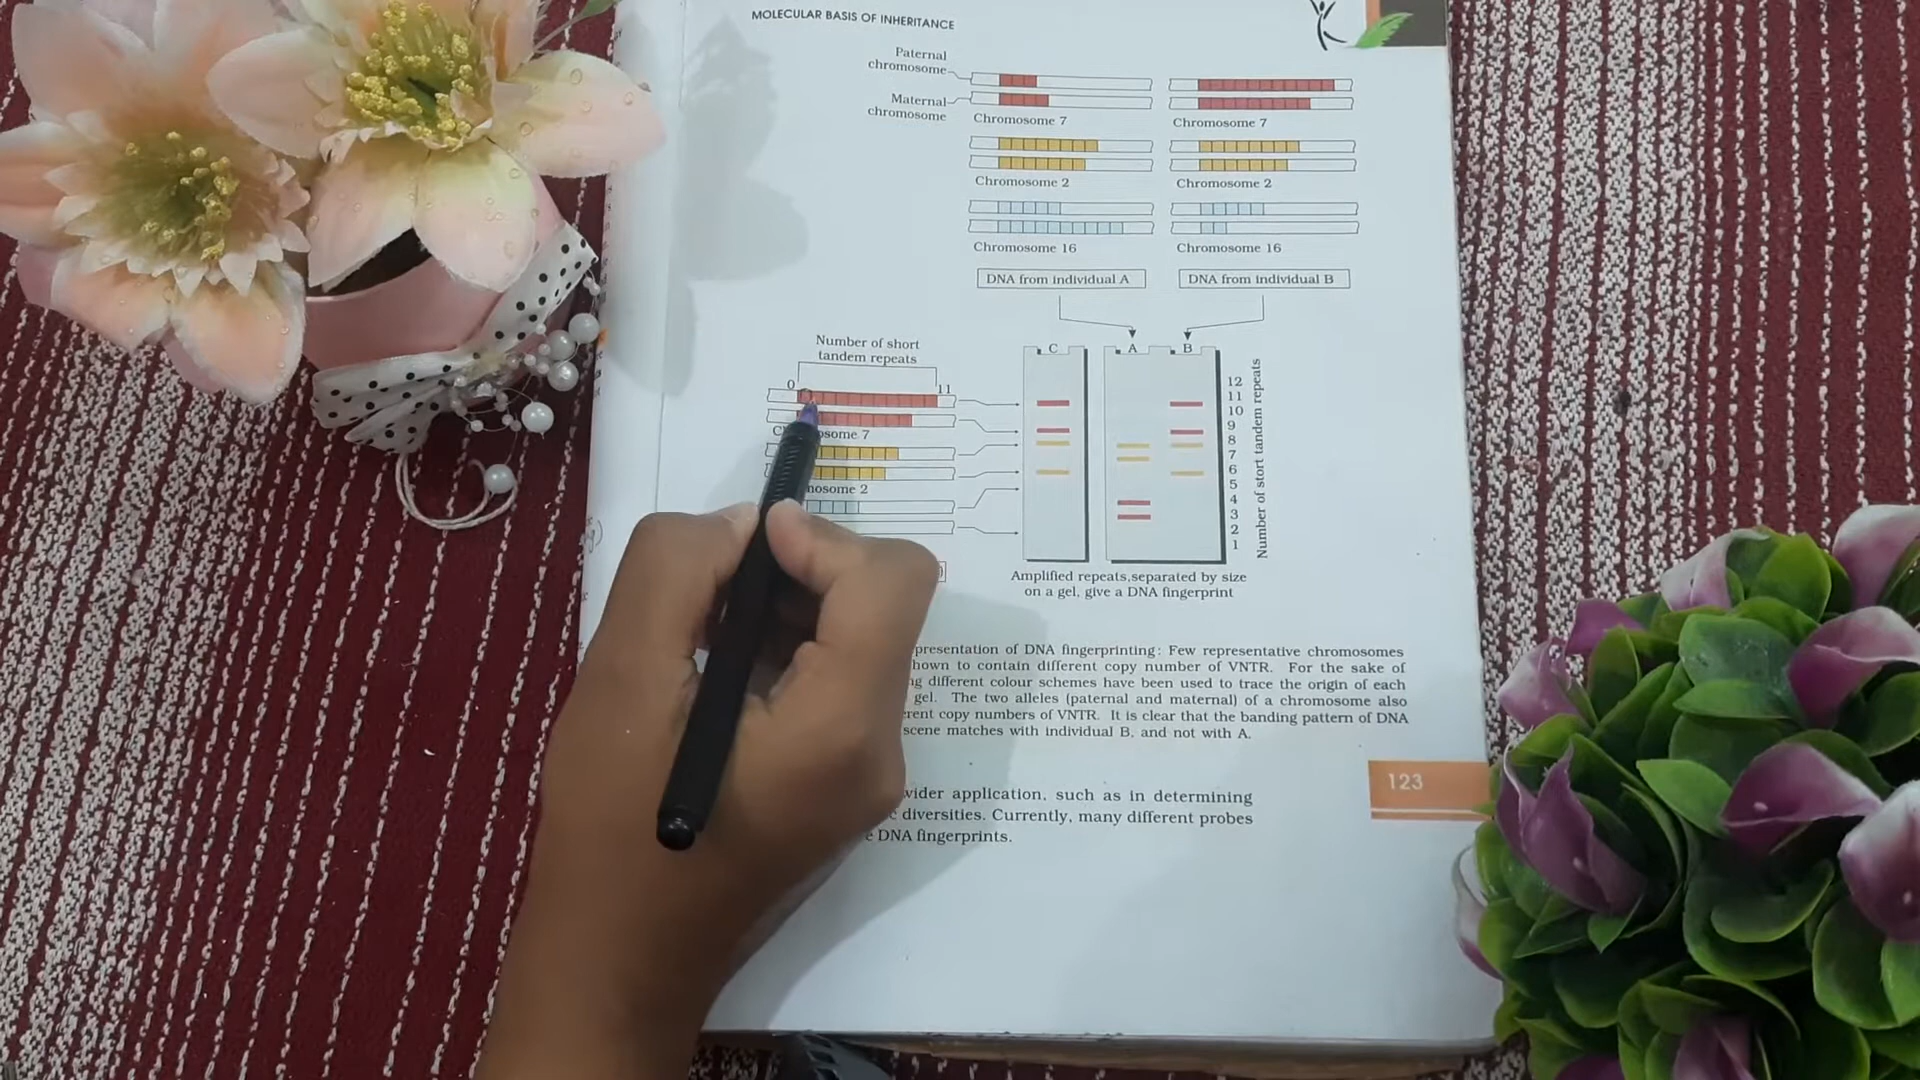 MOLECULAR BASIS OF INHERITANCE
Paternal
chromosome
Maternal
chromosome
Chromosome 7
Chromosome 7
Chromosome 2
Chromosome 2
Chromosome 16
Chromosome 16
DNA from individual A
DNA from individual B
Number of short
tandem repeats
0
11
C
A
B
osome 7
mosome 2
12
11
10
9
8
7
6
5
4
3
2
1
Number of stort tandem repeats
Amplified repeats,separated by size
on a gel, give a DNA fingerprint
presentation of DNA fingerprinting: Few representative chromosomes
hown to contain different copy number of VNTR. For the sake of
ng different colour schemes have been used to trace the origin of each
gel. The two alleles (paternal and maternal) of a chromosome also
erent copy numbers of VNTR. It is clear that the banding pattern of DNA
scene matches with individual B, and not with A.
123
wider application, such as in determining
c diversities. Currently, many different probes
e DNA fingerprints.